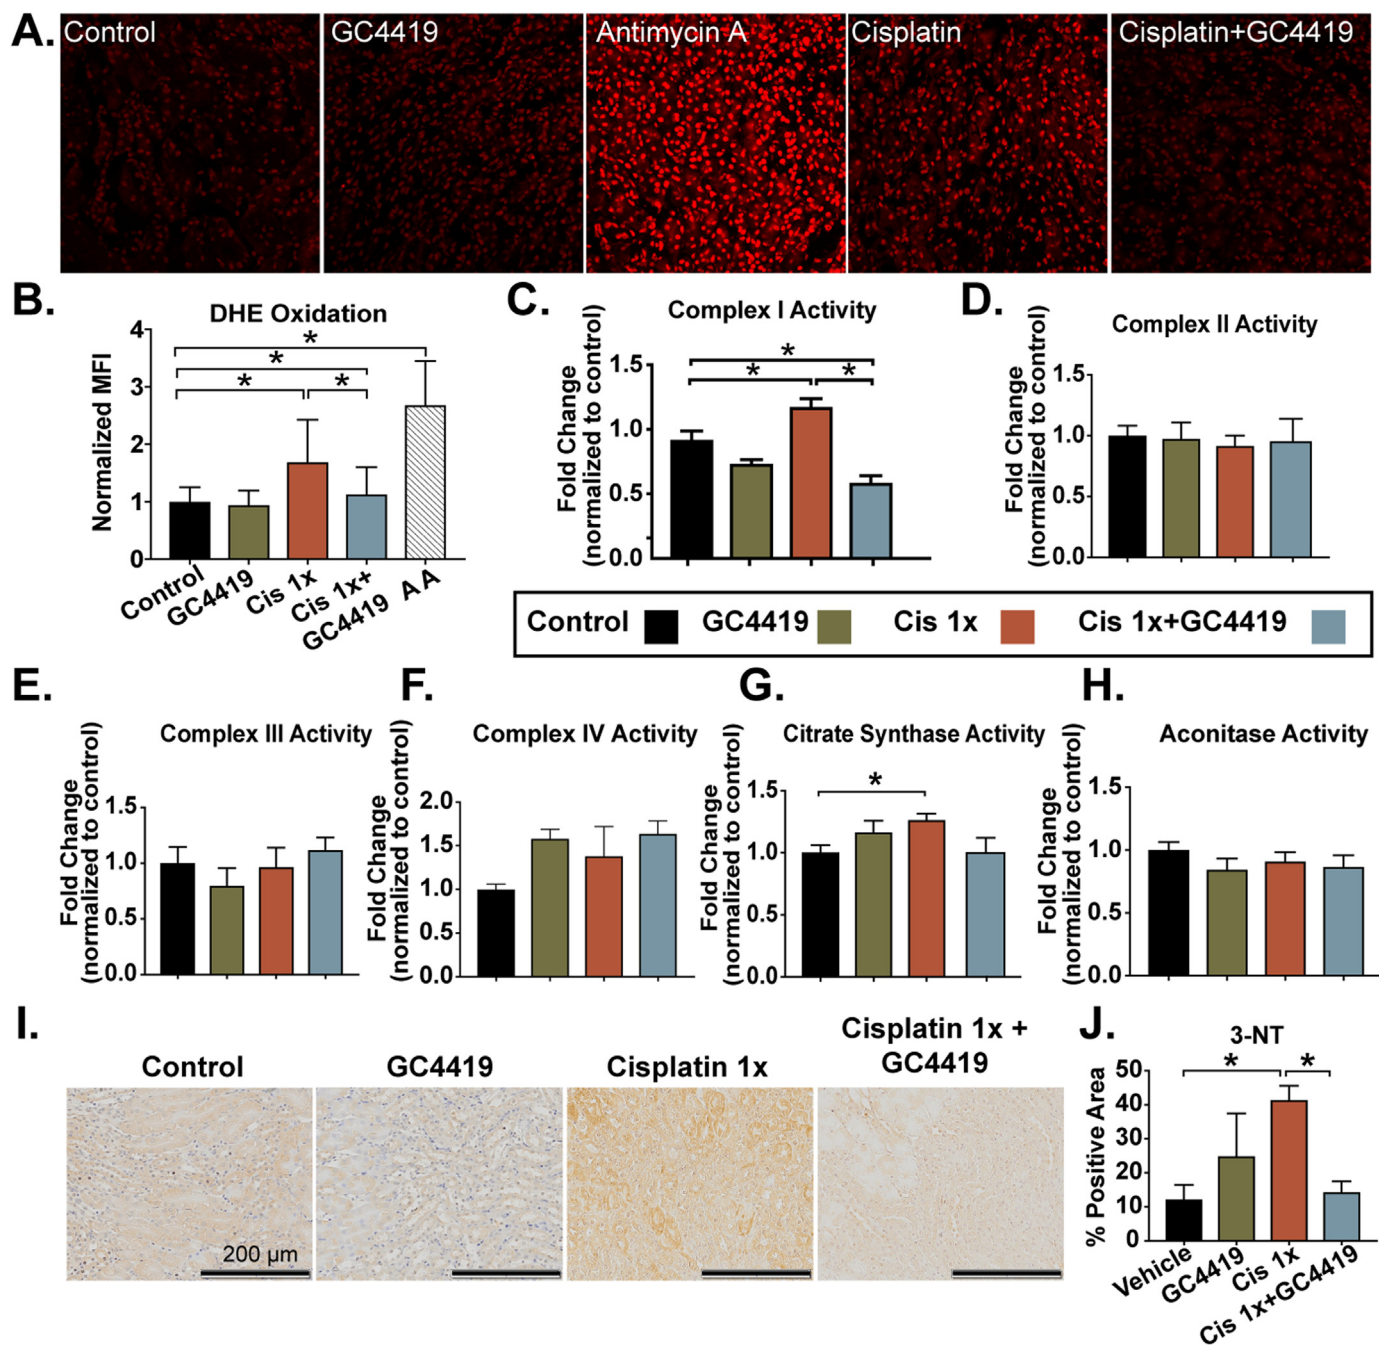 A.
Control
GC4419
Antimycin A
Cisplatin
Cisplatin+GC4419
B.
DHE Oxidation
Normalized MFI
4
3
2
1
0
*
*
*
*
Control
GC4419
Cis 1x
Cis 1x+
GC4419
A A
C.
Complex I Activity
Fold Change
(normalized to control)
1.5
1.0
0.5
0.0
*
*
*
D.
Complex II Activity
Fold Change
(normalized to control)
1.5
1.0
0.5
0.0
Control
GC4419
Cis 1x
Cis 1x+GC4419
E.
Complex III Activity
Fold Change
(normalized to control)
1.5
1.0
0.5
0.0
F.
Complex IV Activity
Fold Change
(normalized to control)
2.0
1.5
1.0
0.5
0.0
G.
Citrate Synthase Activity
Fold Change
(normalized to control)
1.5
1.0
0.5
0.0
*
H.
Aconitase Activity
Fold Change
(normalized to control)
1.5
1.0
0.5
0.0
I.
Control
GC4419
Cisplatin 1x
Cisplatin 1x +
GC4419
200 µm
J.
3-NT
% Positive Area
50
40
30
20
10
0
*
*
Vehicle
GC4419
Cis 1x
Cis 1x+GC4419